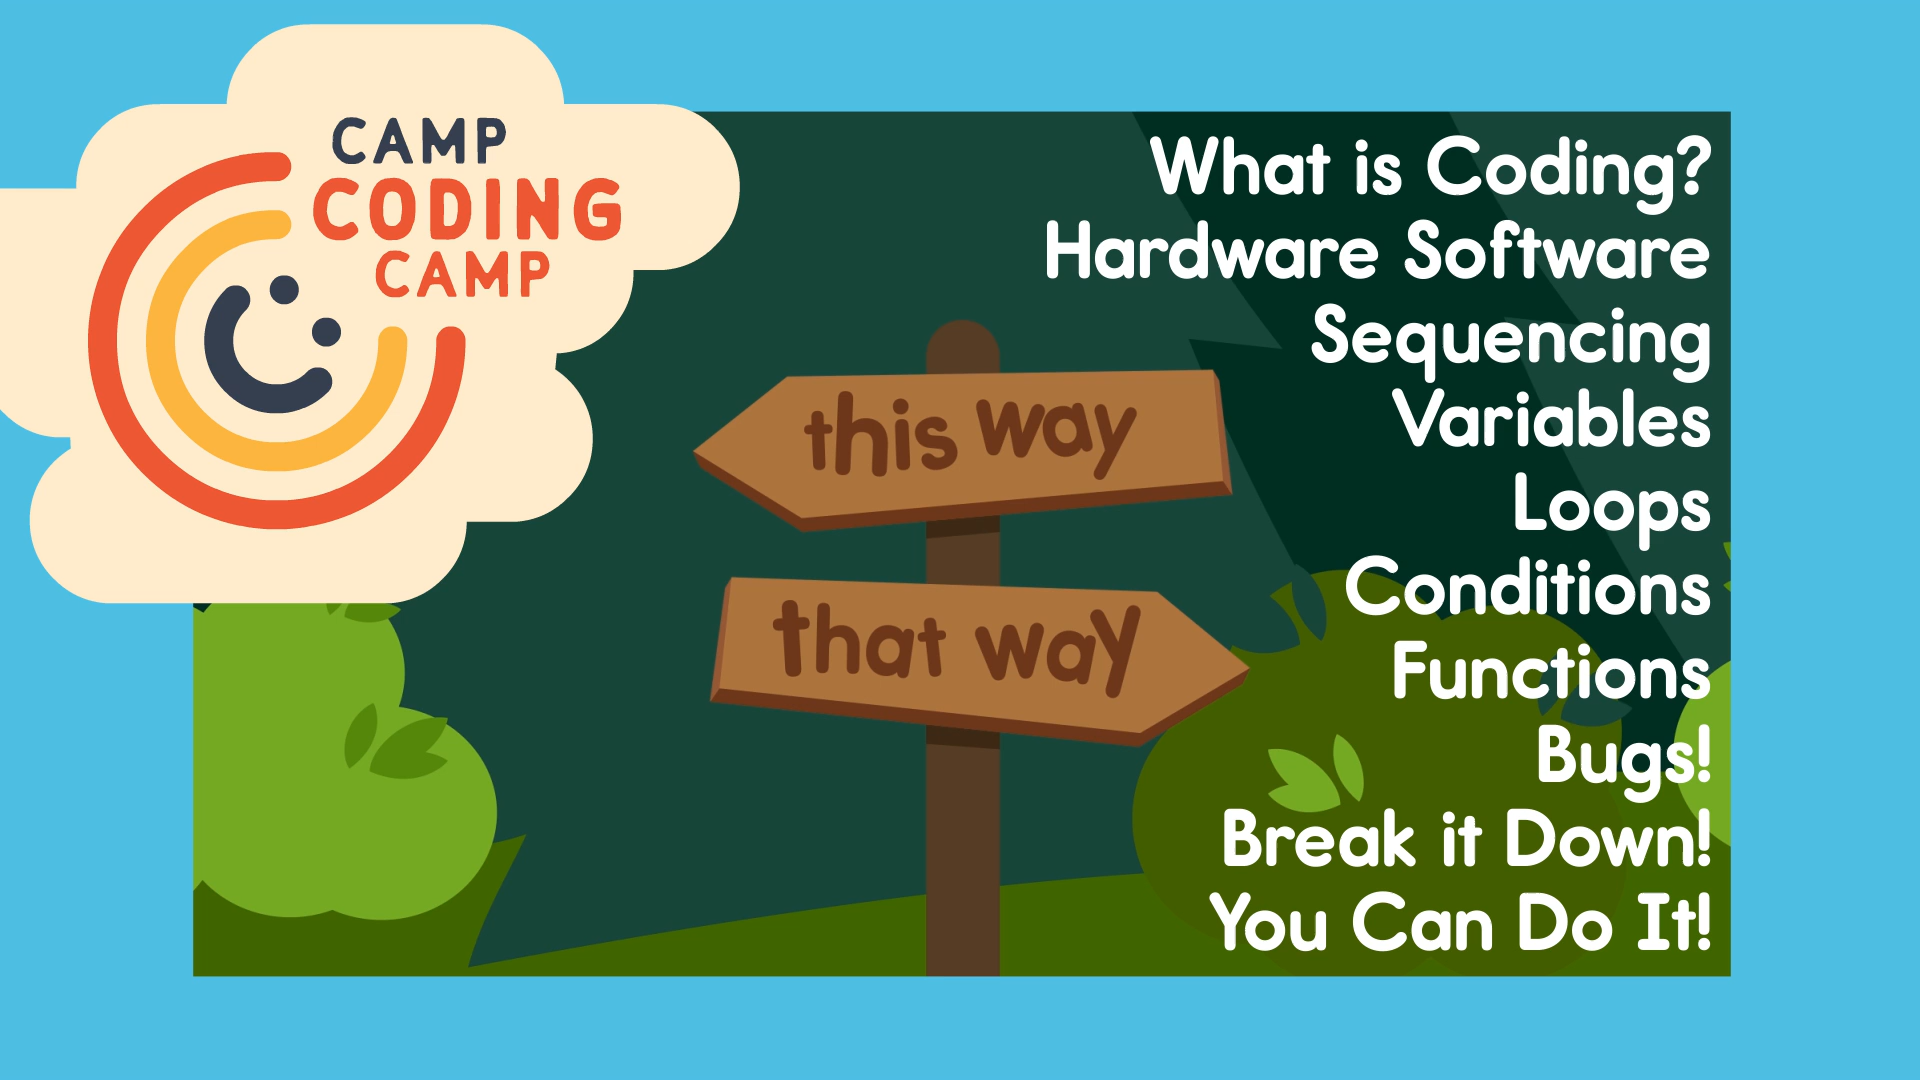 CAMP
CODING
CAMP
What is Coding?
Hardware Software
Sequencing
Variables
Loops
Conditions
Functions
Bugs!
Break it Down!
You Can Do It!
this way
that way